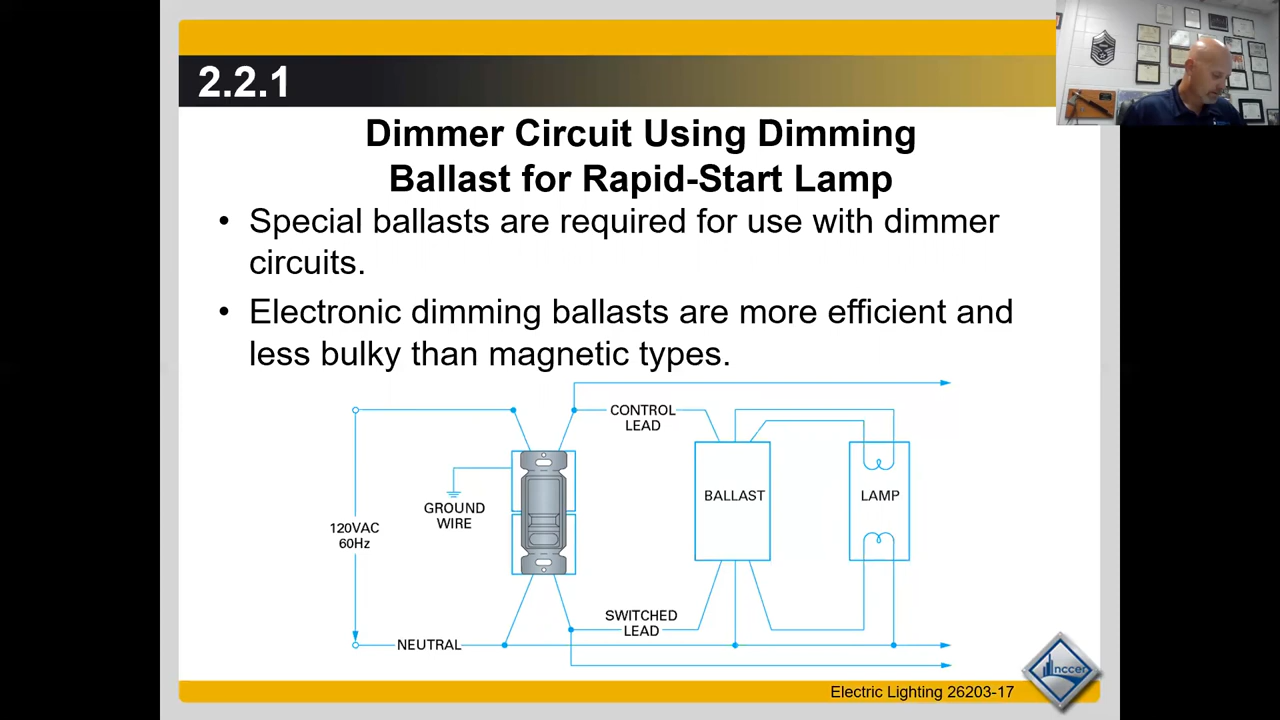 2.2.1
Dimmer Circuit Using Dimming
Ballast for Rapid-Start Lamp
• Special ballasts are required for use with dimmer
circuits.
• Electronic dimming ballasts are more efficient and
less bulky than magnetic types.
CONTROL
LEAD
BALLAST
LAMP
GROUND
WIRE
120VAC
60Hz
SWITCHED
LEAD
NEUTRAL
nccer
Electric Lighting 26203-17